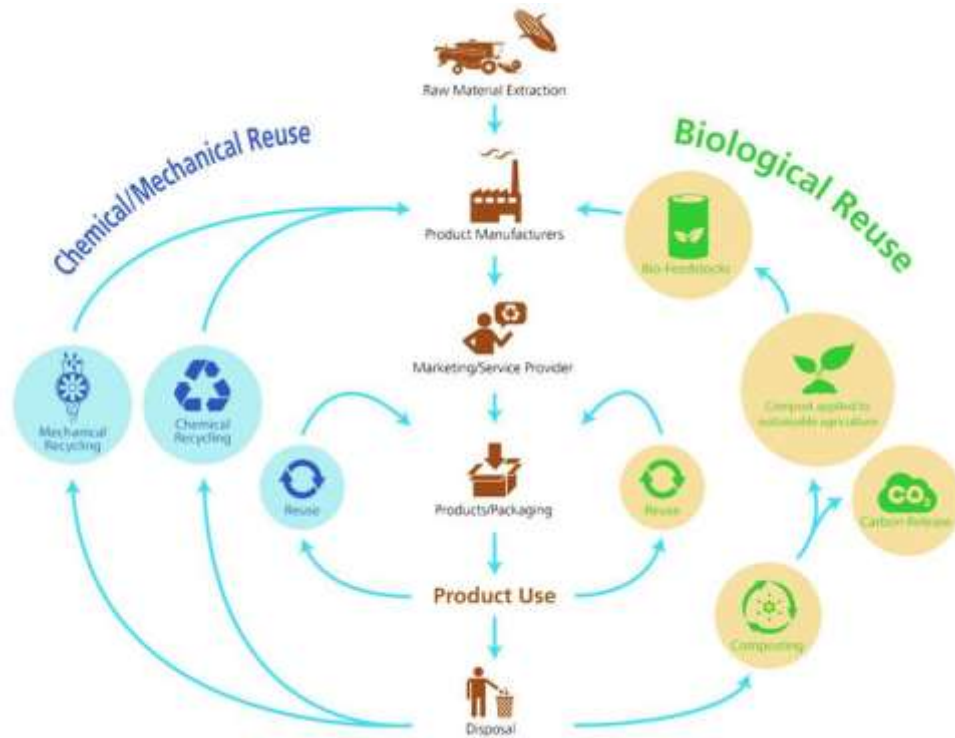 Raw Material Extraction
Chemical/Mechanical Reuse
Biological Reuse
Product Manufacturers
Bio-Feedstocks
Marketing/Service Provider
Mechanical
Recycling
Chemical
Recycling
Compost applied to
sustainable agriculture
Reuse
Products/Packaging
Reuse
CO₂
Carbon Release
Product Use
Composting
Disposal